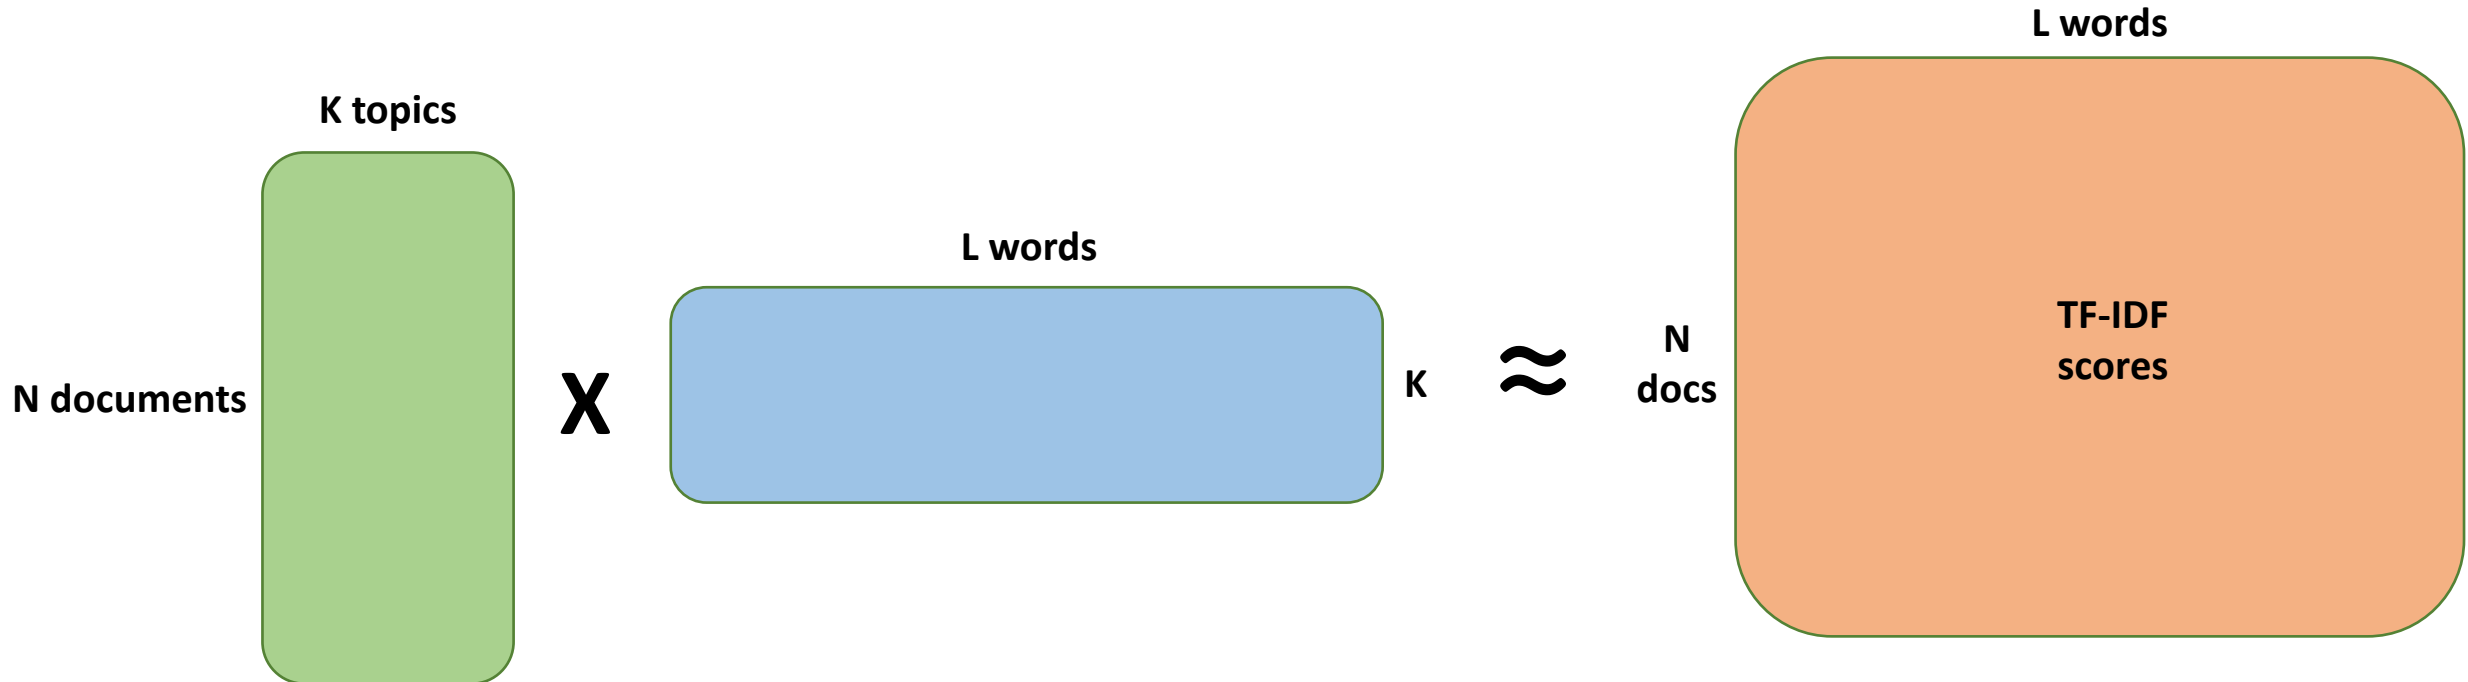 L words
K topics
L words
N documents
X
K
≈
N
docs
TF-IDF
scores